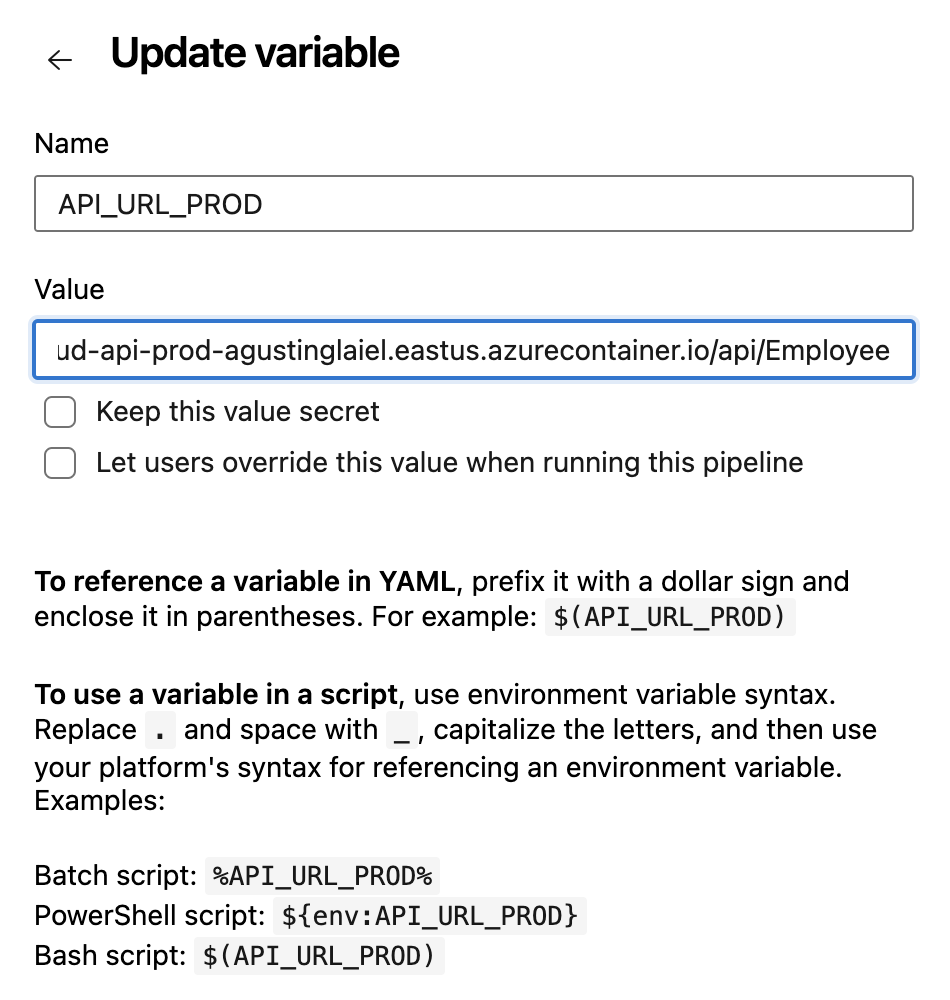 Update variable
Name
API_URL_PROD
Value
ud-api-prod-agustinglaiel.eastus.azurecontainer.io/api/Employee
Keep this value secret
Let users override this value when running this pipeline
To reference a variable in YAML, prefix it with a dollar sign and
enclose it in parentheses. For example: $(API_URL_PROD)
To use a variable in a script, use environment variable syntax.
Replace . and space with _, capitalize the letters, and then use
your platform's syntax for referencing an environment variable.
Examples:
Batch script: %API_URL_PROD%
PowerShell script: ${env:API_URL_PROD}
Bash script: $(API_URL_PROD)